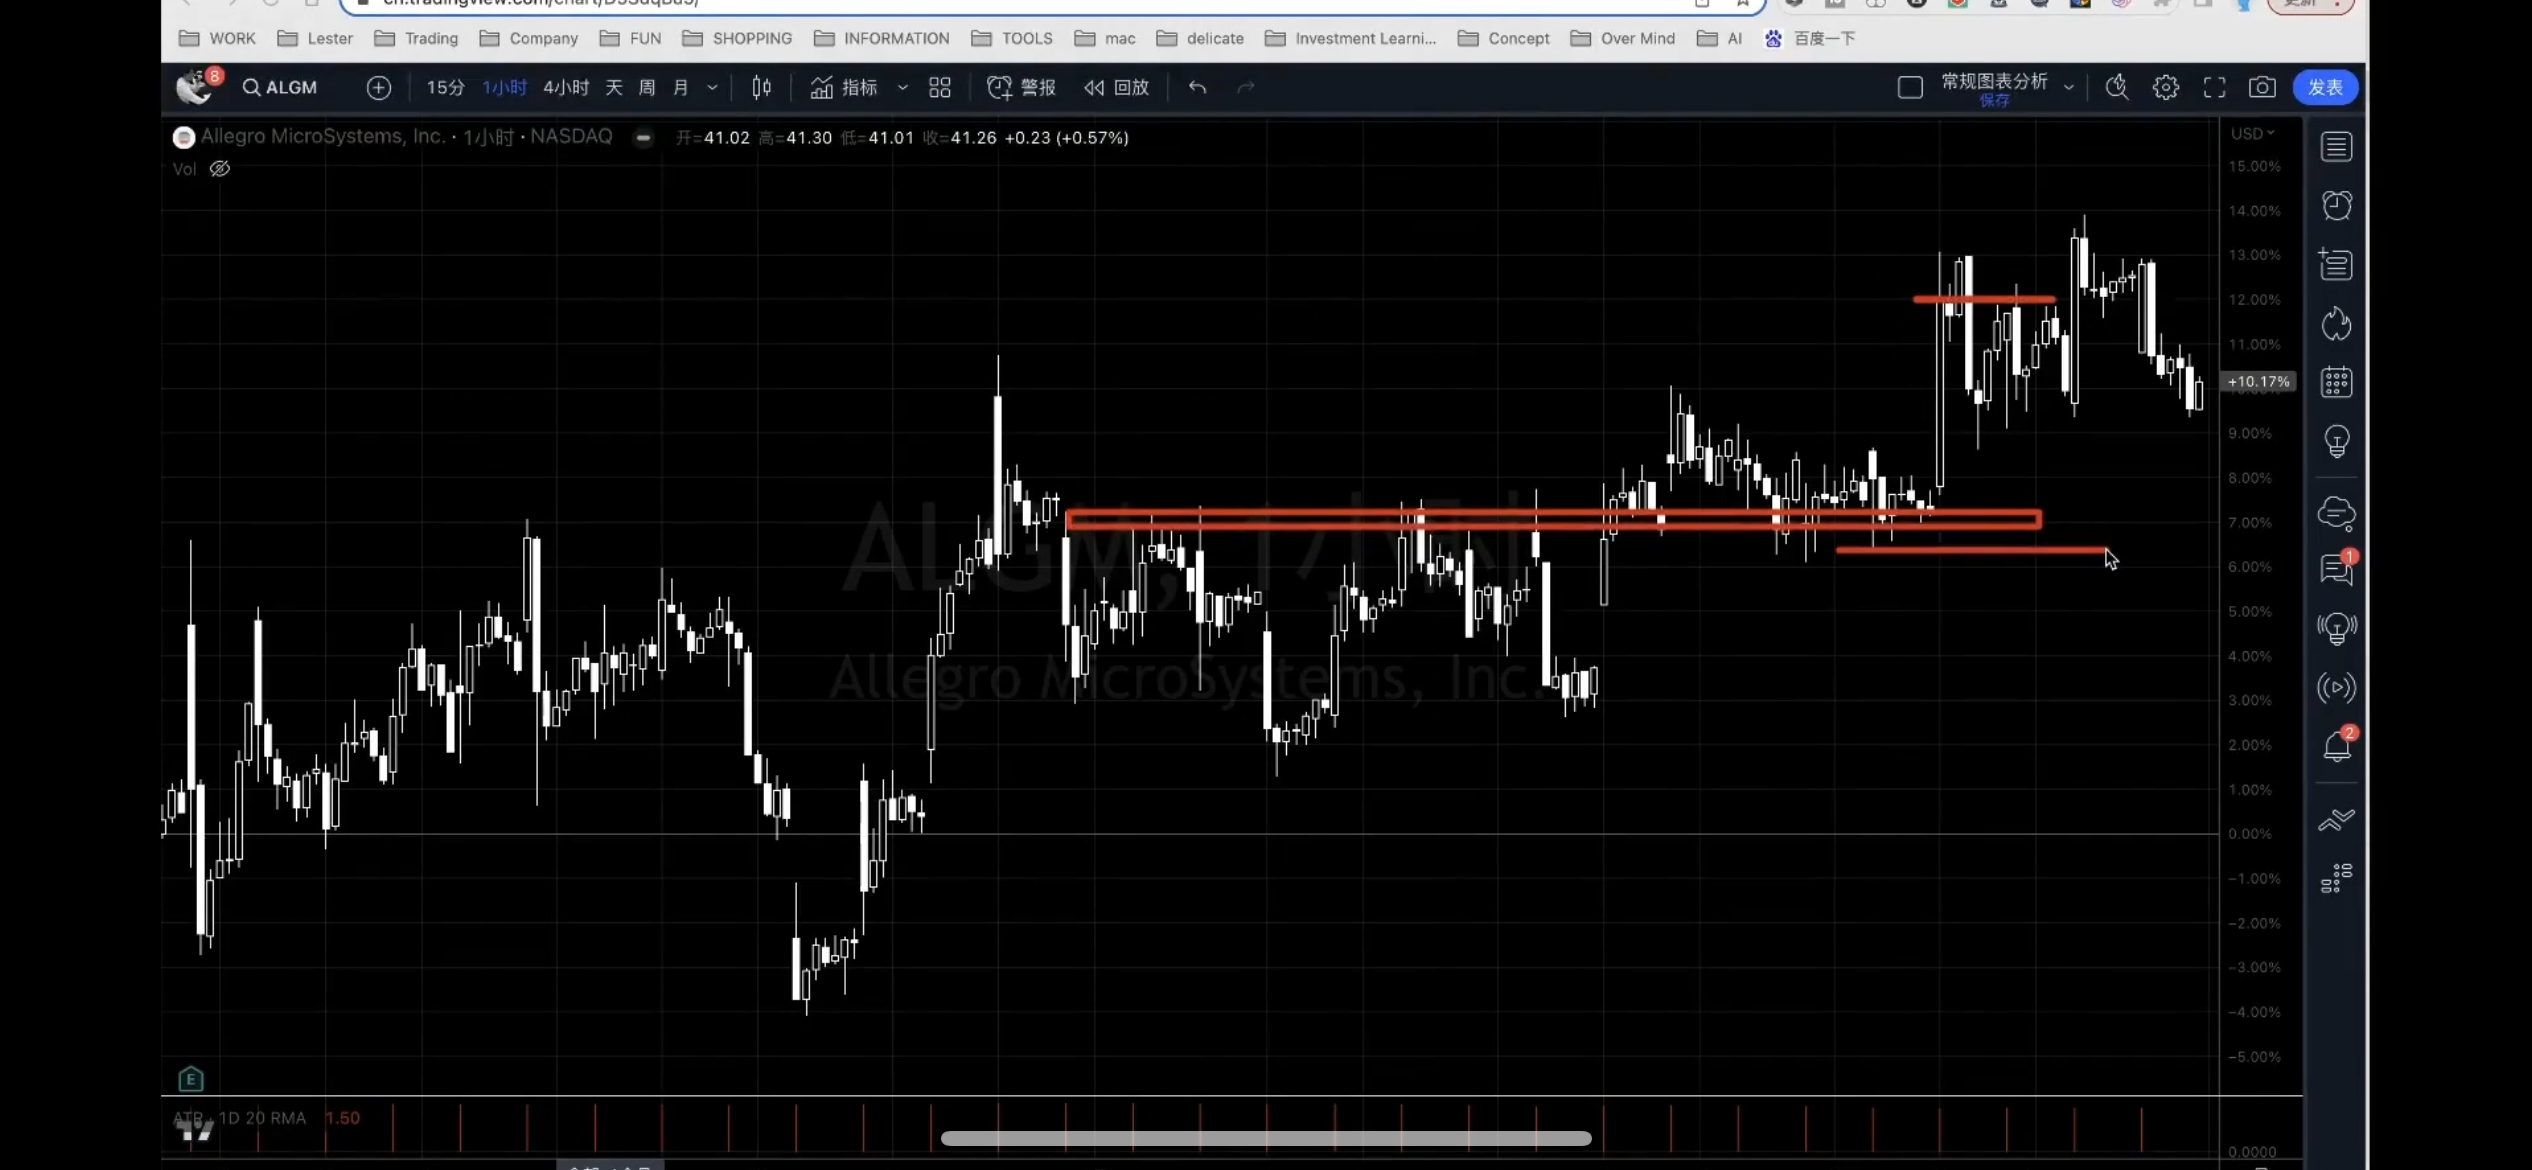 WORK Lester Trading Company FUN SHOPPING INFORMATION TOOLS mac delicate Investment Learni... Concept Over Mind AI 百度一下
8 ALGM 15分 1小时 4小时 天 周 月 指标 警报 回放 常规图表分析 发表
保存
Allegro MicroSystems, Inc. · 1小时 · NASDAQ 开=41.02 高=41.30 低=41.01 收=41.26 +0.23 (+0.57%) USD
Vol
15.00%
14.00%
13.00%
12.00%
11.00%
+10.17%
9.00%
8.00%
7.00%
6.00%
5.00%
4.00%
3.00%
2.00%
1.00%
0.00%
−1.00%
−2.00%
−3.00%
−4.00%
−5.00%
ALGM, 1小时
Allegro MicroSystems, Inc.
1
2
E
ATR 1D 20 RMA 1.50
0.0000